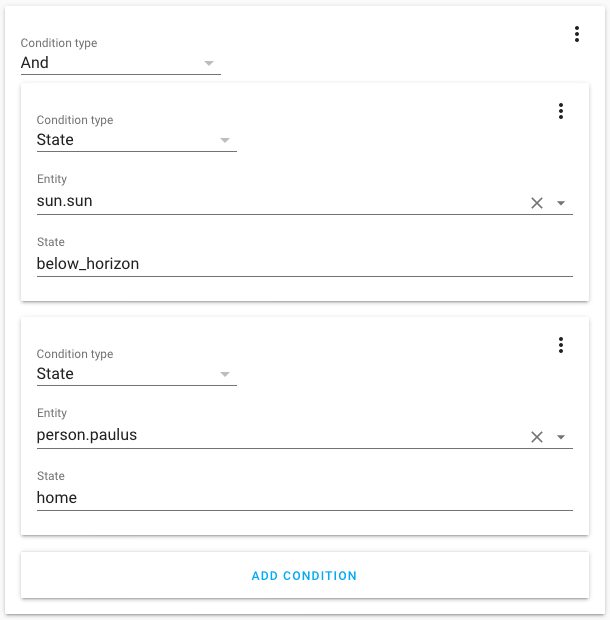 Condition type
And
Condition type
State
Entity
sun.sun
State
below_horizon
Condition type
State
Entity
person.paulus
State
home
ADD CONDITION